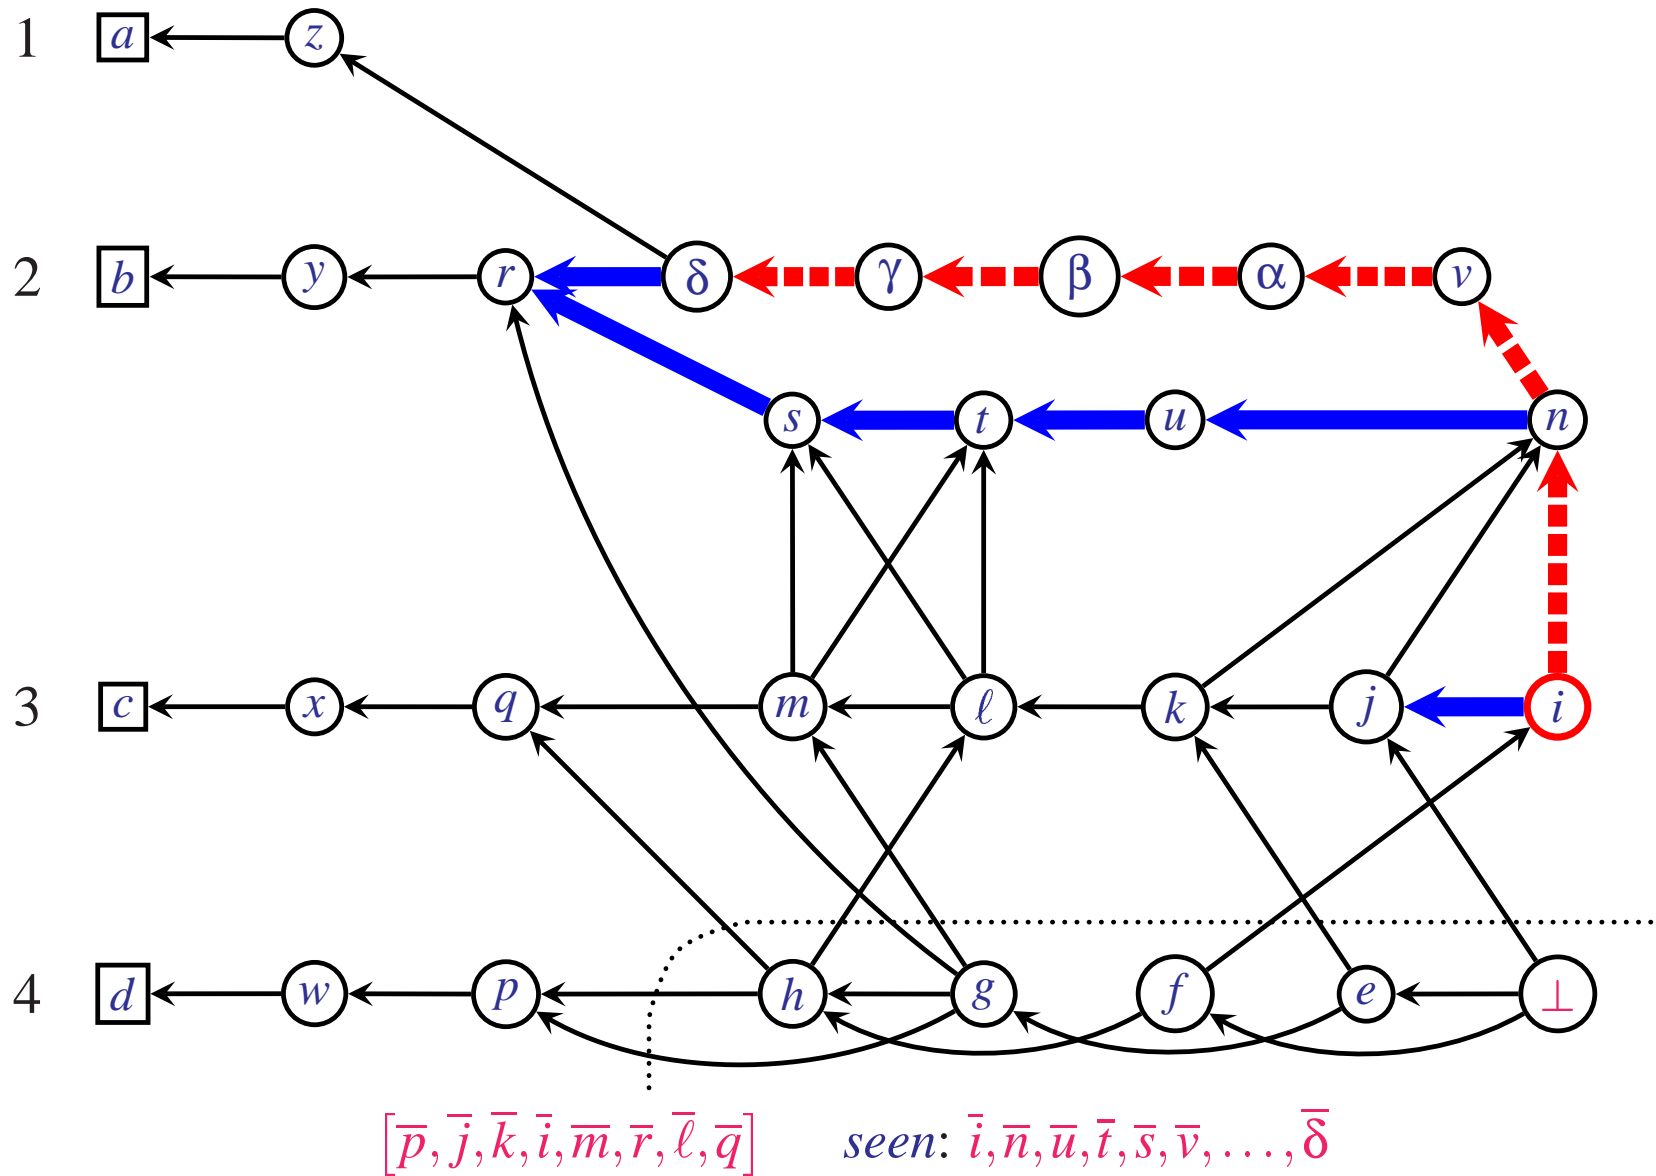 1 a z
2 b y r δ γ β α v
s t u n
3 c x q m ℓ k j i
4 d w p h g f e ⊥
[p̅, j̅, k̅, i̅, m̅, r̅, ℓ̅, q̅] seen: i̅, n̅, u̅, t̅, s̅, v̅, ..., δ̅